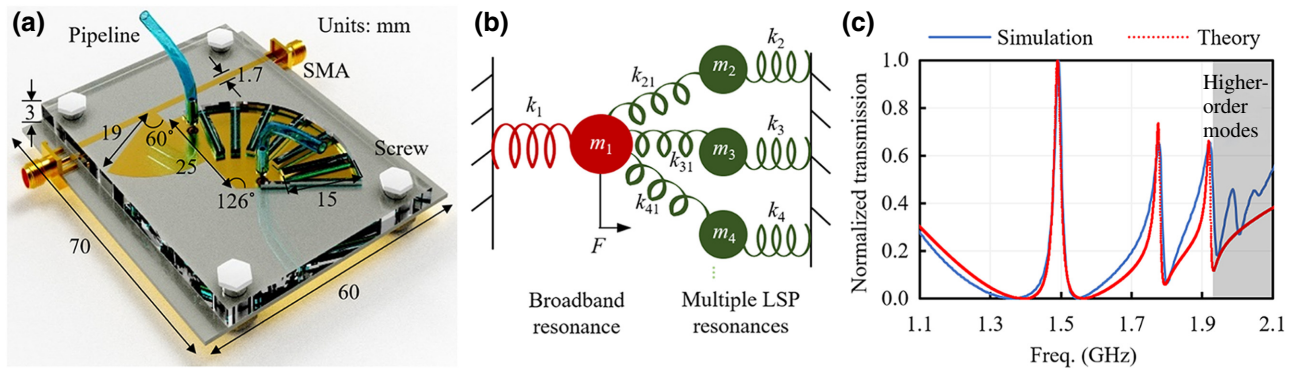 (a)
Pipeline
Units: mm
SMA
1.7
3
19
60°
25
Screw
126°
15
70
60
(b)
k1
k21
k2
m2
m1
k31
m3
k3
k41
m4
k4
F
Broadband
resonance
Multiple LSP
resonances
(c)
Simulation
Theory
Normalized transmission
1.0
0.8
0.6
0.4
0.2
0.0
Higher-
order
modes
1.1 1.3 1.5 1.7 1.9 2.1
Freq. (GHz)